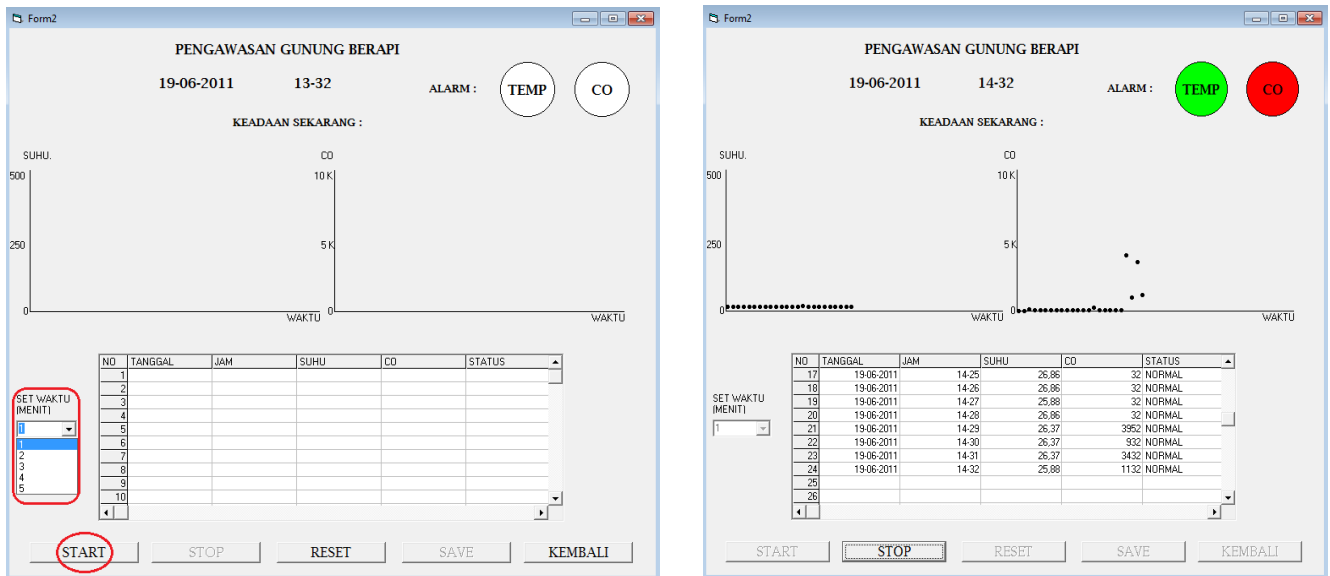 Form2
PENGAWASAN GUNUNG BERAPI
19-06-2011 13-32 ALARM : TEMP CO
KEADAAN SEKARANG :
SUHU. CO
500 10 K
250 5 K
0 WAKTU 0 WAKTU
NO TANGGAL JAM SUHU CO STATUS
1
2
3
4
5
6
7
8
9
10
SET WAKTU
(MENIT)
1
1
2
3
4
5
START STOP RESET SAVE KEMBALI
Form2
PENGAWASAN GUNUNG BERAPI
19-06-2011 14-32 ALARM : TEMP CO
KEADAAN SEKARANG :
SUHU. CO
500 10 K
250 5 K
0 WAKTU 0 WAKTU
NO TANGGAL JAM SUHU CO STATUS
17 19-06-2011 14-25 26,86 32 NORMAL
18 19-06-2011 14-26 26,86 32 NORMAL
19 19-06-2011 14-27 25,88 32 NORMAL
20 19-06-2011 14-28 26,86 32 NORMAL
21 19-06-2011 14-29 26,37 3952 NORMAL
22 19-06-2011 14-30 26,37 932 NORMAL
23 19-06-2011 14-31 26,37 3432 NORMAL
24 19-06-2011 14-32 25,88 1132 NORMAL
25
26
SET WAKTU
(MENIT)
1
START STOP RESET SAVE KEMBALI